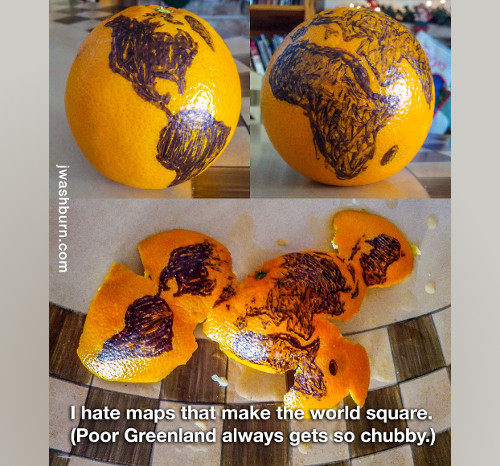 jwashburn.com
I hate maps that make the world square.
(Poor Greenland always gets so chubby.)